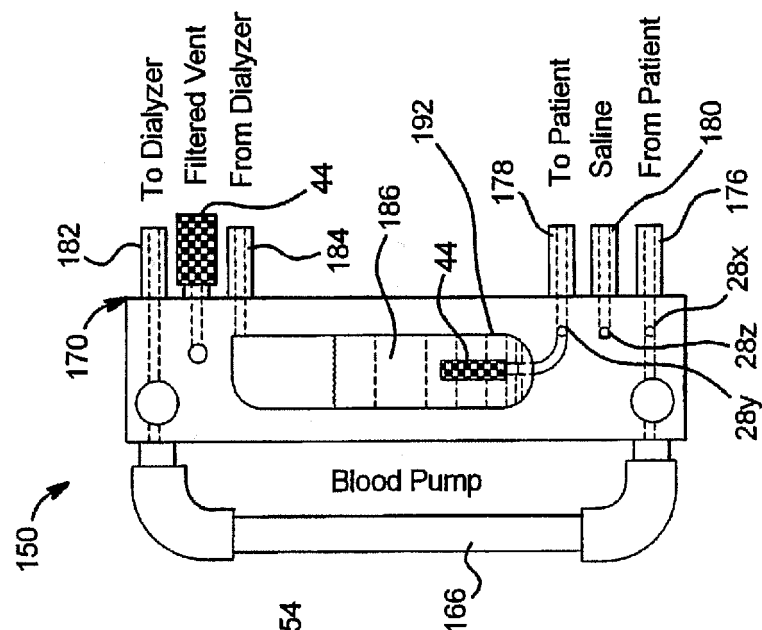 To Dialyzer
Filtered Vent
From Dialyzer
182
44
184
170
186
192
44
178
To Patient
Saline
180
From Patient
176
28x
28z
28y
Blood Pump
150
54
166